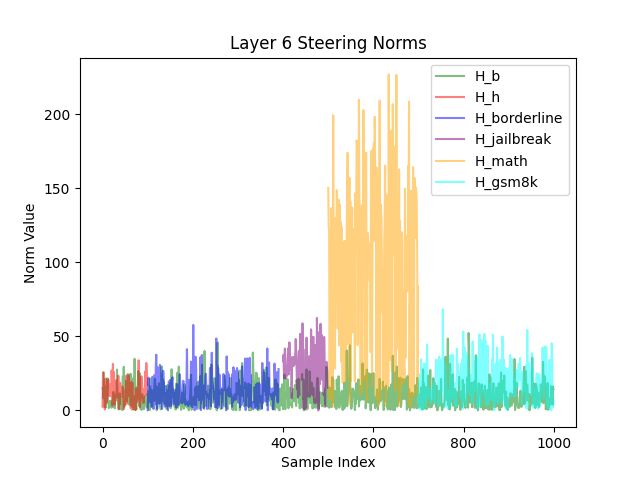 Layer 6 Steering Norms
H_b
H_h
H_borderline
H_jailbreak
H_math
H_gsm8k
Norm Value
200
150
100
50
0
0
200
400
600
800
1000
Sample Index